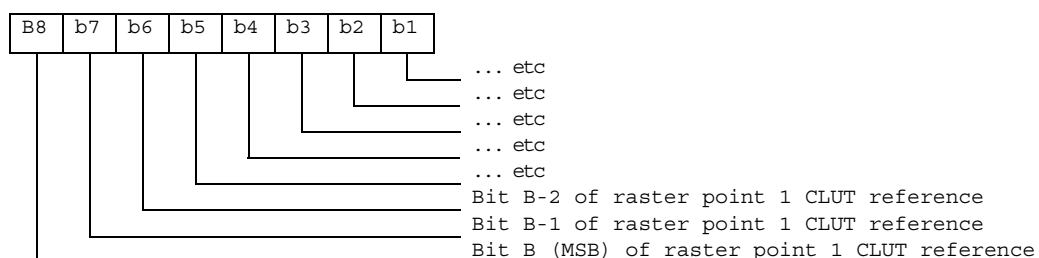 B8 b7 b6 b5 b4 b3 b2 b1
... etc
... etc
... etc
... etc
... etc
Bit B-2 of raster point 1 CLUT reference
Bit B-1 of raster point 1 CLUT reference
Bit B (MSB) of raster point 1 CLUT reference